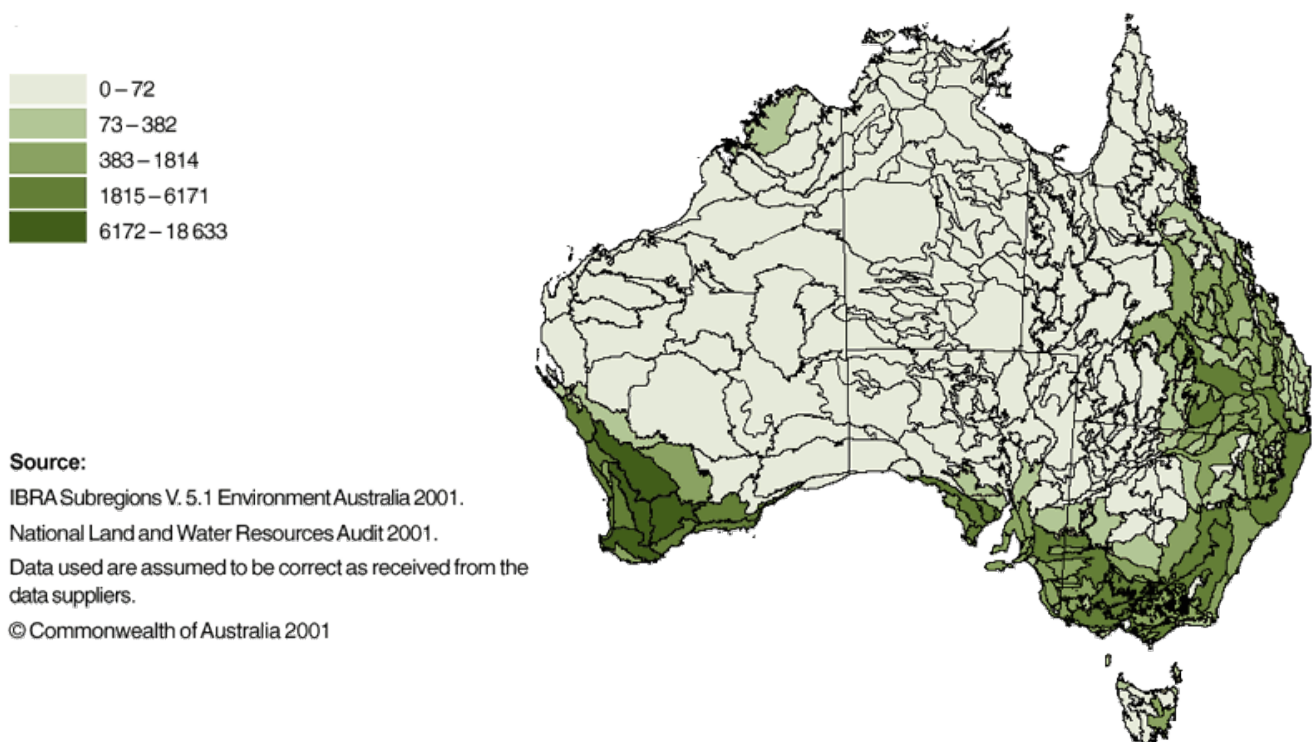 0 – 72
73 – 382
383 – 1814
1815 – 6171
6172 – 18 633
Source:
IBRA Subregions V. 5.1 Environment Australia 2001.
National Land and Water Resources Audit 2001.
Data used are assumed to be correct as received from the
data suppliers.
© Commonwealth of Australia 2001